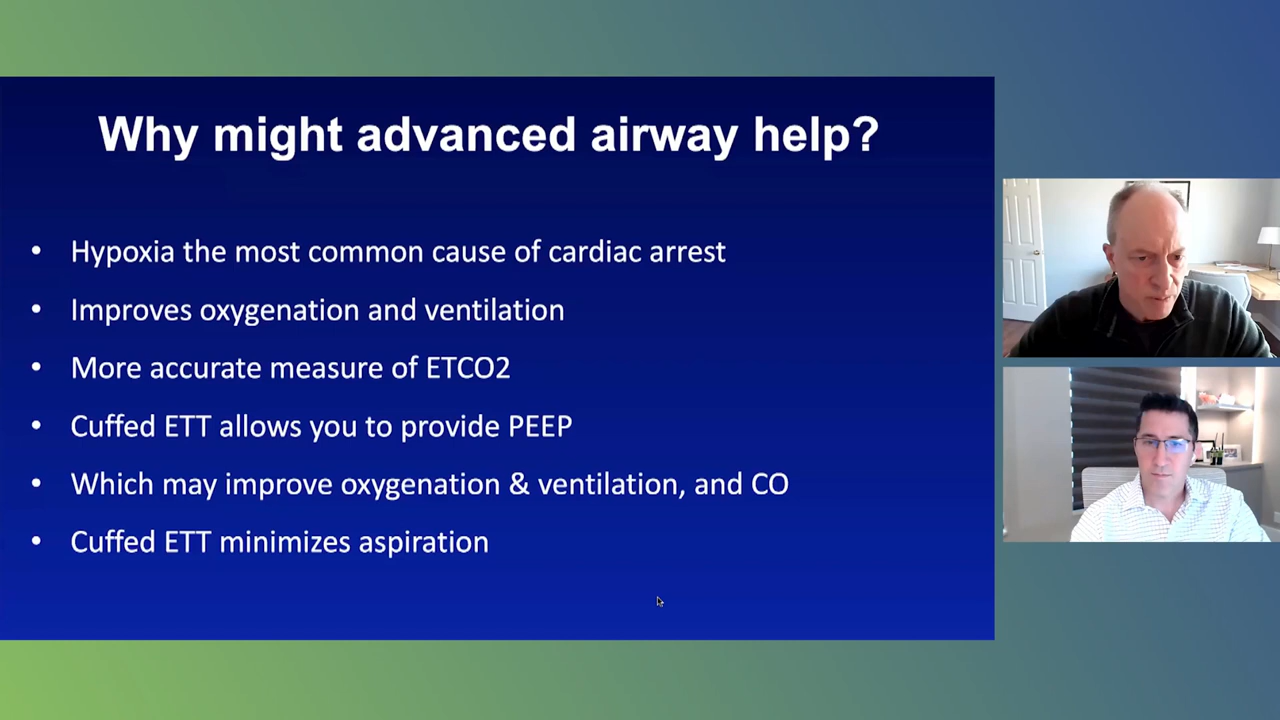 Why might advanced airway help?
• Hypoxia the most common cause of cardiac arrest
• Improves oxygenation and ventilation
• More accurate measure of ETCO2
• Cuffed ETT allows you to provide PEEP
• Which may improve oxygenation & ventilation, and CO
• Cuffed ETT minimizes aspiration